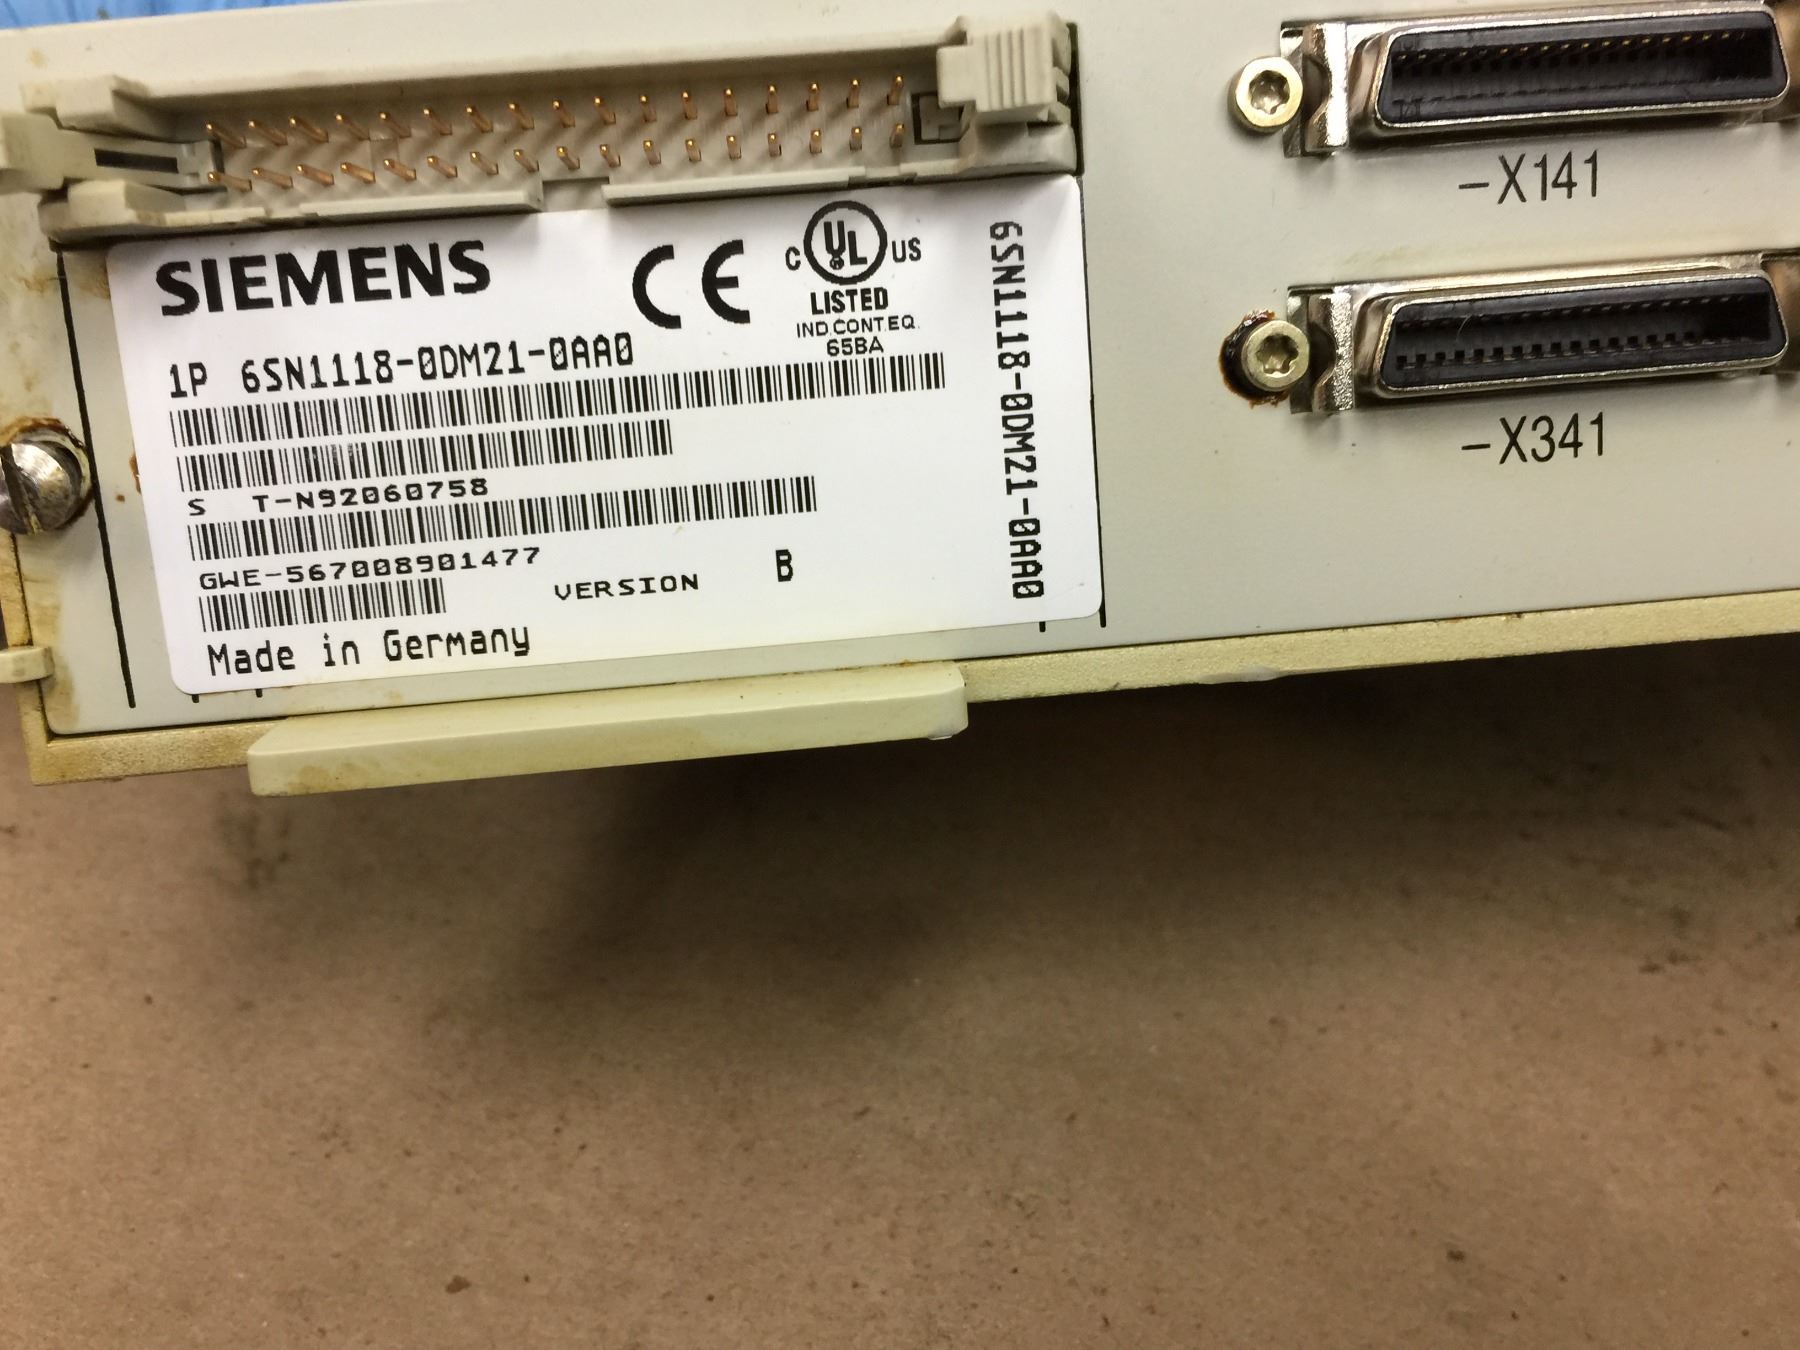 SIEMENS
CE
C UL US
LISTED
IND.CONT.EQ.
65BA
1P 6SN1118-0DM21-0AA0
S T-N92060758
GWE-567008901477
VERSION B
Made in Germany
6SN1118-0DM21-0AA0
-X141
-X341